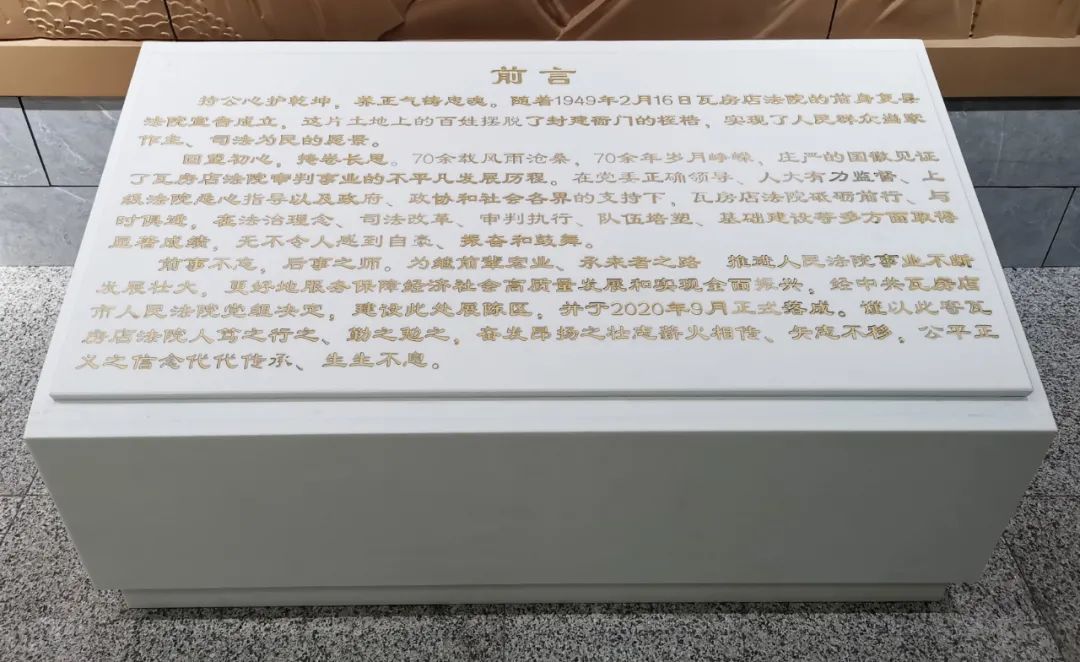 前言
持公心护乾坤，养正气铸忠魂。随着1949年2月16日瓦房店法院的前身复县
法院宣告成立，这片土地上的百姓摆脱了封建衙门的桎梏，实现了人民群众当家
作主、司法为民的愿景。
回望初心，掩卷长思。70余载风雨沧桑，70余年岁月峥嵘，庄严的国徽见证
了瓦房店法院审判事业的不平凡发展历程。在党委正确领导、人大有力监督、上
级法院悉心指导以及政府、政协和社会各界的支持下，瓦房店法院砥砺前行、与
时俱进，在法治理念、司法改革、审判执行、队伍培塑、基础建设等多方面取得
显著成绩，无不令人感到自豪、振奋和鼓舞。
前事不忘，后事之师。为继前辈宏业、承来者之路 推进人民法院事业不断
发展壮大，更好地服务保障经济社会高质量发展和实现全面振兴，经中共瓦房店
市人民法院党组决定，建设此处展陈区，并于2020年9月正式落成。谨以此寄瓦
房店法院人笃之行之、勤之勉之，奋发昂扬之壮志薪火相传、矢志不移，公平正
义之信念代代传承、生生不息。